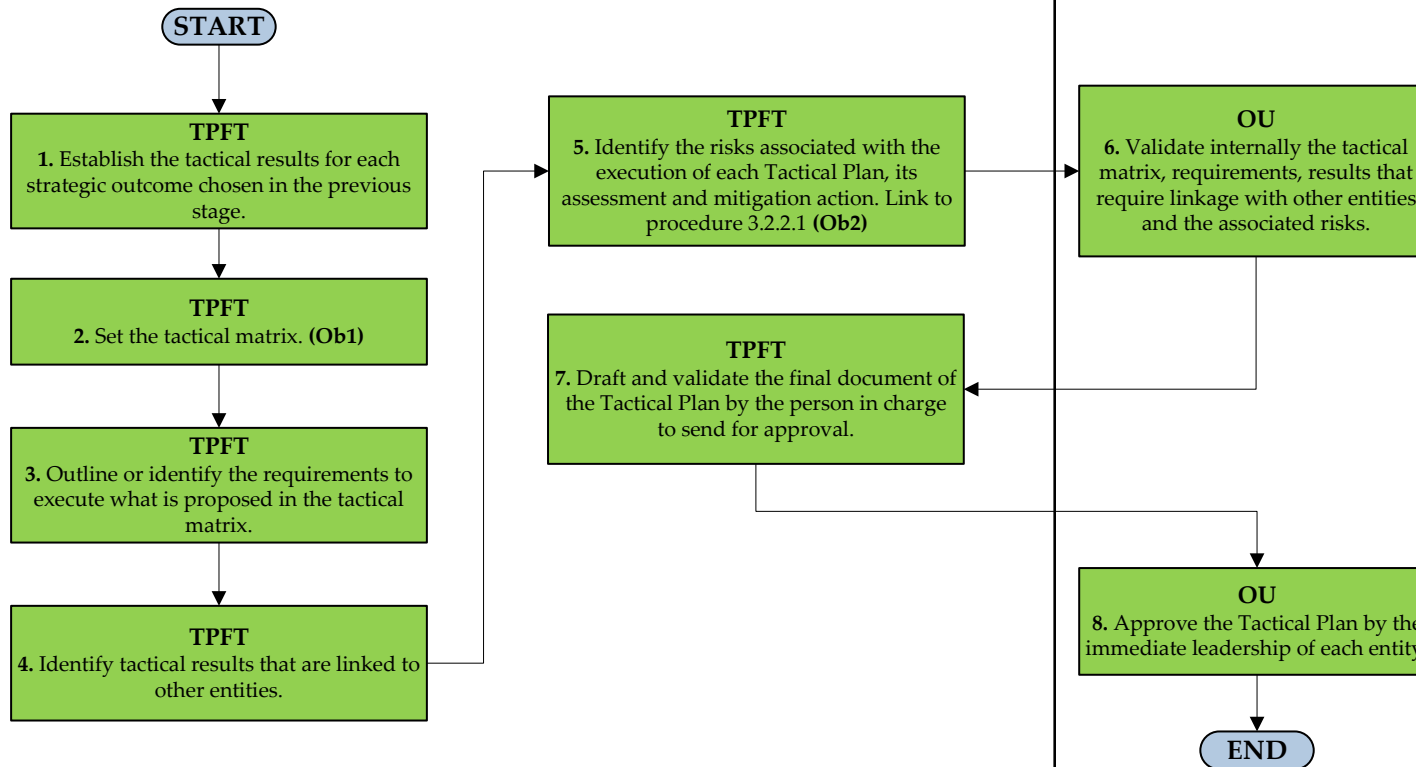 START
TPFT
1. Establish the tactical results for each
strategic outcome chosen in the previous
stage.
TPFT
2. Set the tactical matrix. (Ob1)
TPFT
3. Outline or identify the requirements to
execute what is proposed in the tactical
matrix.
TPFT
4. Identify tactical results that are linked to
other entities.
TPFT
5. Identify the risks associated with the
execution of each Tactical Plan, its
assessment and mitigation action. Link to
procedure 3.2.2.1 (Ob2)
OU
6. Validate internally the tactical
matrix, requirements, results that
require linkage with other entities
and the associated risks.
TPFT
7. Draft and validate the final document of
the Tactical Plan by the person in charge
to send for approval.
OU
8. Approve the Tactical Plan by the
immediate leadership of each entity
END